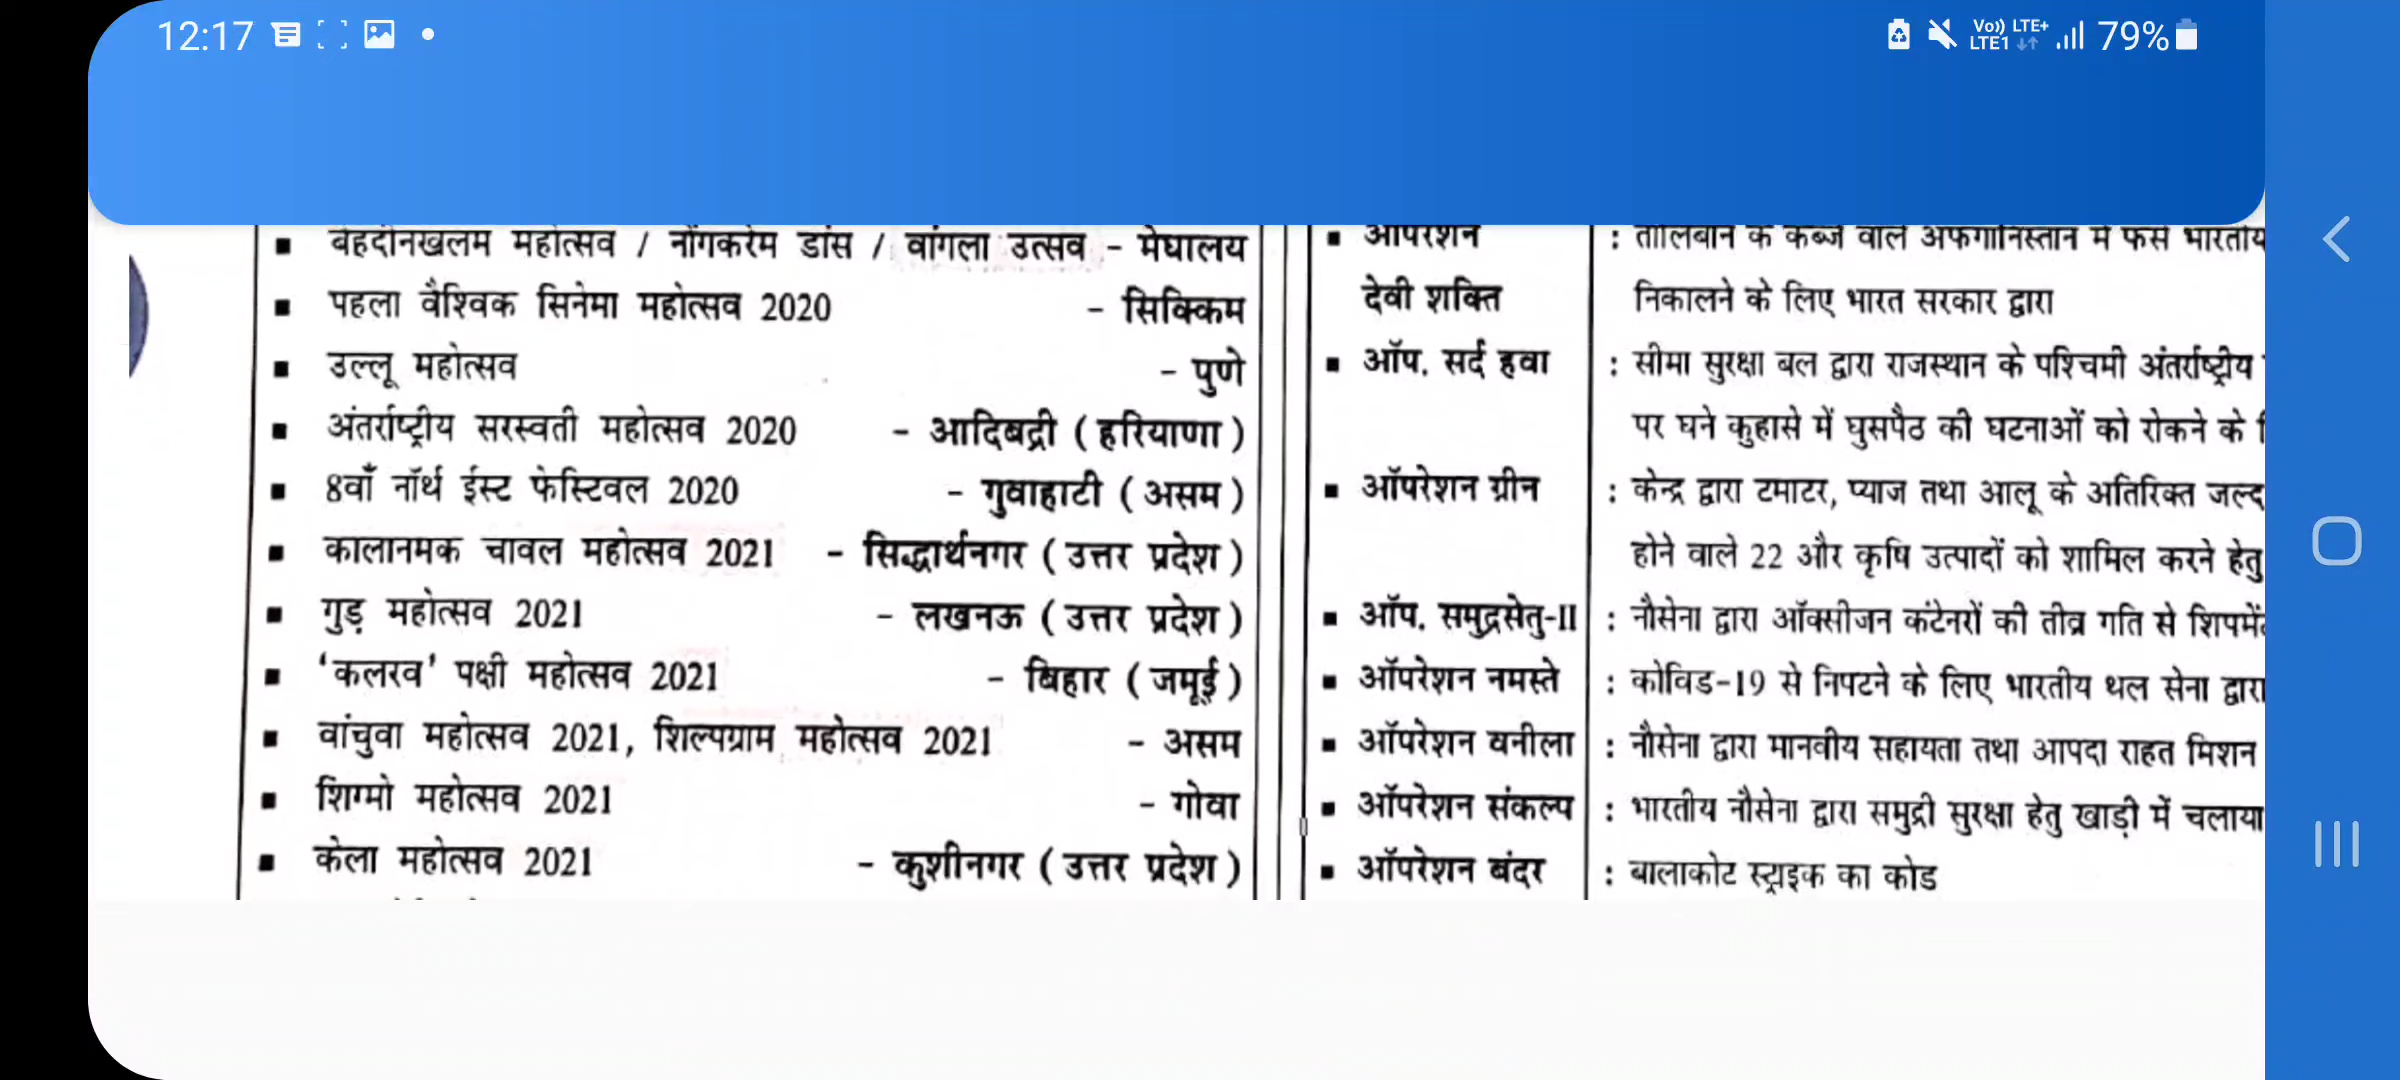 12:17
Vo)) LTE+
LTE1
79%
बेहदीनखलम महोत्सव / नोंगकरेम डांस / वांगला उत्सव - मेघालय
पहला वैश्विक सिनेमा महोत्सव 2020 - सिक्किम
उल्लू महोत्सव - पुणे
अंतर्राष्ट्रीय सरस्वती महोत्सव 2020 - आदिबद्री ( हरियाणा )
8वाँ नॉर्थ ईस्ट फेस्टिवल 2020 - गुवाहाटी ( असम )
कालानमक चावल महोत्सव 2021 - सिद्धार्थनगर ( उत्तर प्रदेश )
गुड़ महोत्सव 2021 - लखनऊ ( उत्तर प्रदेश )
'कलरव' पक्षी महोत्सव 2021 - बिहार ( जमूई )
वांचुवा महोत्सव 2021, शिल्पग्राम महोत्सव 2021 - असम
शिग्मो महोत्सव 2021 - गोवा
केला महोत्सव 2021 - कुशीनगर ( उत्तर प्रदेश )
ऑपरेशन : तालिबान के कब्जे वाले अफगानिस्तान में फंसे भारतीय
देवी शक्ति निकालने के लिए भारत सरकार द्वारा
ऑप. सर्द हवा : सीमा सुरक्षा बल द्वारा राजस्थान के पश्चिमी अंतर्राष्ट्रीय
पर घने कुहासे में घुसपैठ की घटनाओं को रोकने के
ऑपरेशन ग्रीन : केन्द्र द्वारा टमाटर, प्याज तथा आलू के अतिरिक्त जल्द
होने वाले 22 और कृषि उत्पादों को शामिल करने हेतु
ऑप. समुद्रसेतु-II : नौसेना द्वारा ऑक्सीजन कंटेनरों की तीव्र गति से
ऑपरेशन नमस्ते : कोविड-19 से निपटने के लिए भारतीय थल सेना द्वारा
ऑपरेशन वनीला : नौसेना द्वारा मानवीय सहायता तथा आपदा राहत मिशन
ऑपरेशन संकल्प : भारतीय नौसेना द्वारा समुद्री सुरक्षा हेतु खाड़ी में चलाया
ऑपरेशन बंदर : बालाकोट स्ट्राइक का कोड